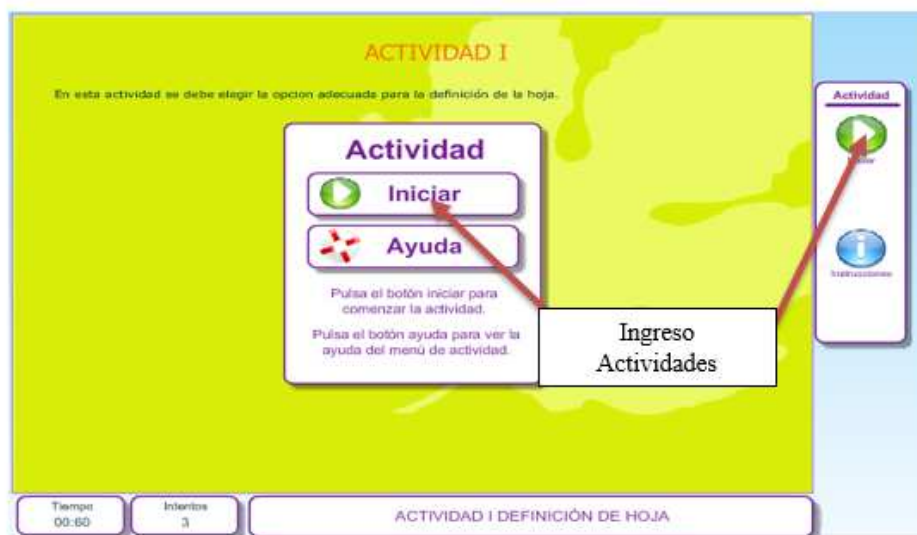 ACTIVIDAD I
En esta actividad se debe elegir la opcion adecuada para la definición de la hoja.
Actividad
Iniciar
Ayuda
Pulsa el botón iniciar para
comenzar la actividad.
Pulsa el botón ayuda para ver la
ayuda del menú de actividad.
Actividad
Instrucciones
Ingreso
Actividades
Tiempo
00:60
Intentos
3
ACTIVIDAD I DEFINICIÓN DE HOJA